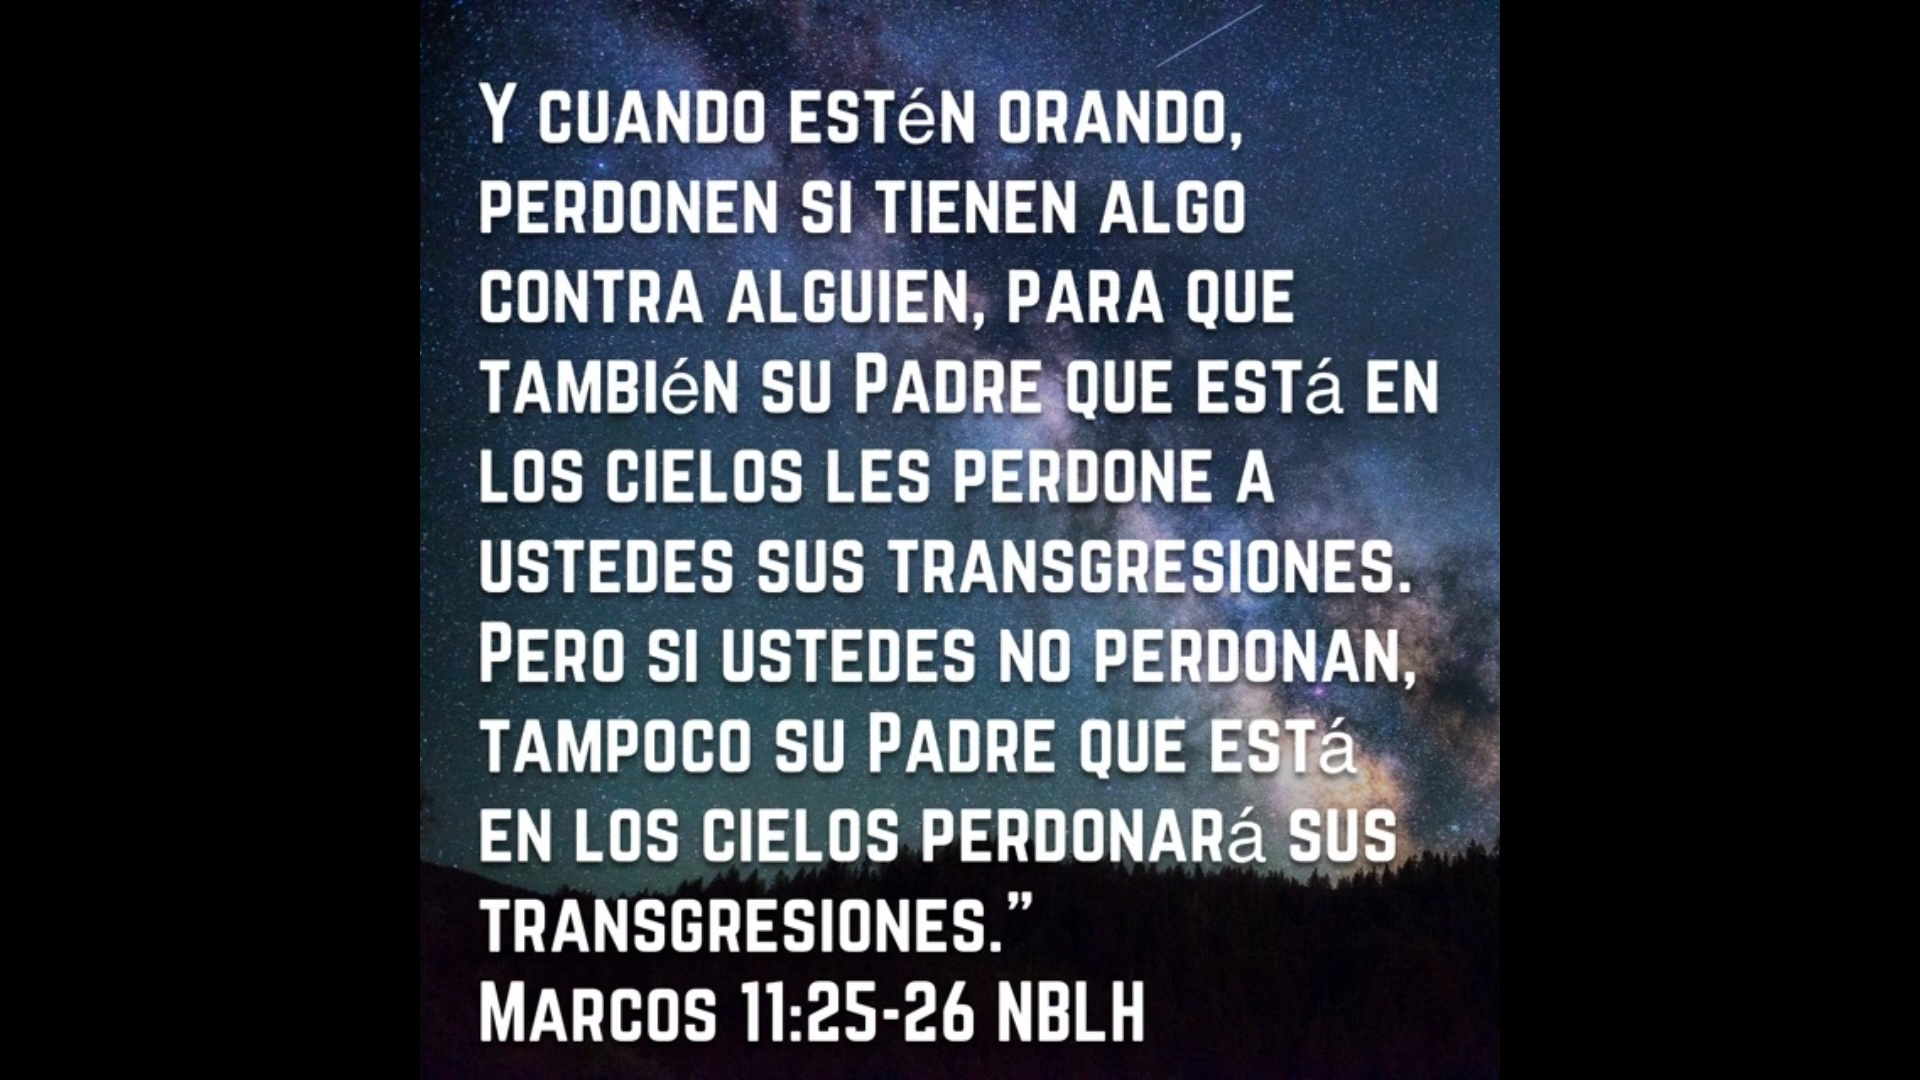 Y cuando estén orando,
perdonen si tienen algo
contra alguien, para que
también su Padre que está en
los cielos les perdone a
ustedes sus transgresiones.
Pero si ustedes no perdonan,
tampoco su Padre que está
en los cielos perdonará sus
transgresiones.”
Marcos 11:25-26 NBLH